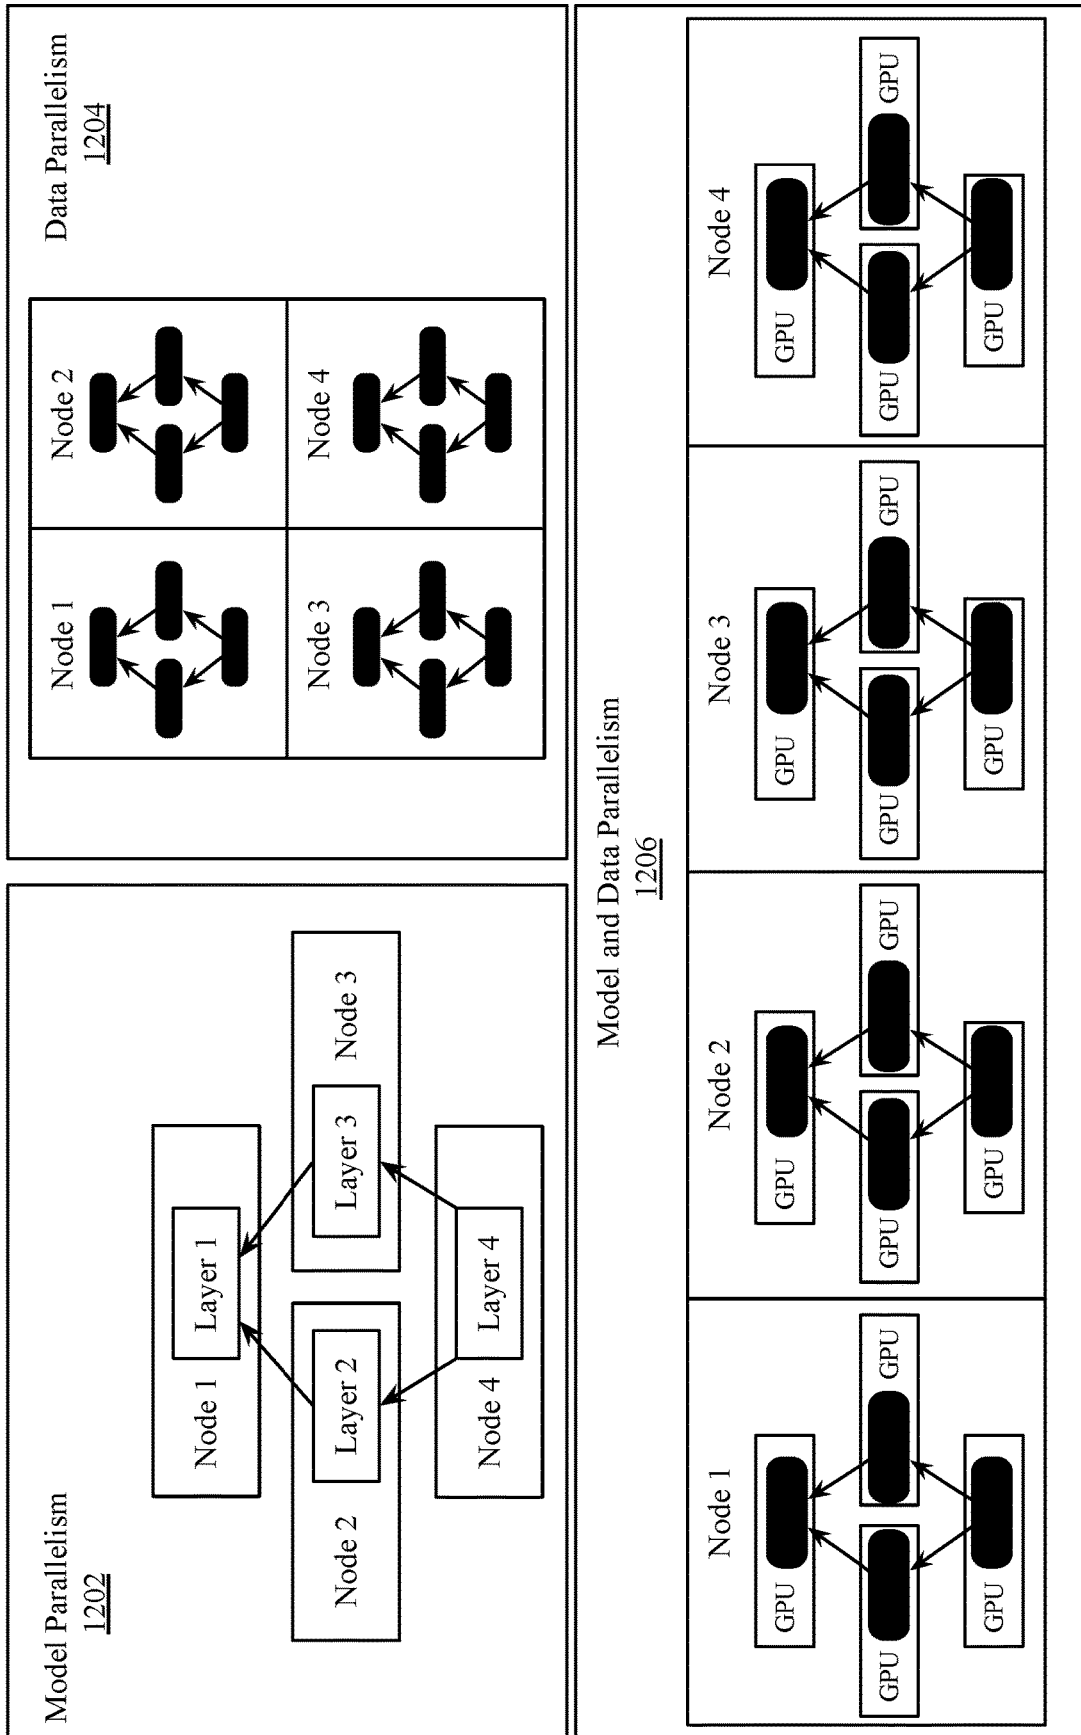 Model Parallelism
1202
Node 1
Layer 1
Node 2
Layer 2
Layer 3
Node 3
Node 4
Layer 4
Data Parallelism
1204
Node 1
Node 2
Node 3
Node 4
Model and Data Parallelism
1206
Node 1
GPU
GPU
GPU
GPU
Node 2
GPU
GPU
GPU
GPU
Node 3
GPU
GPU
GPU
GPU
Node 4
GPU
GPU
GPU
GPU